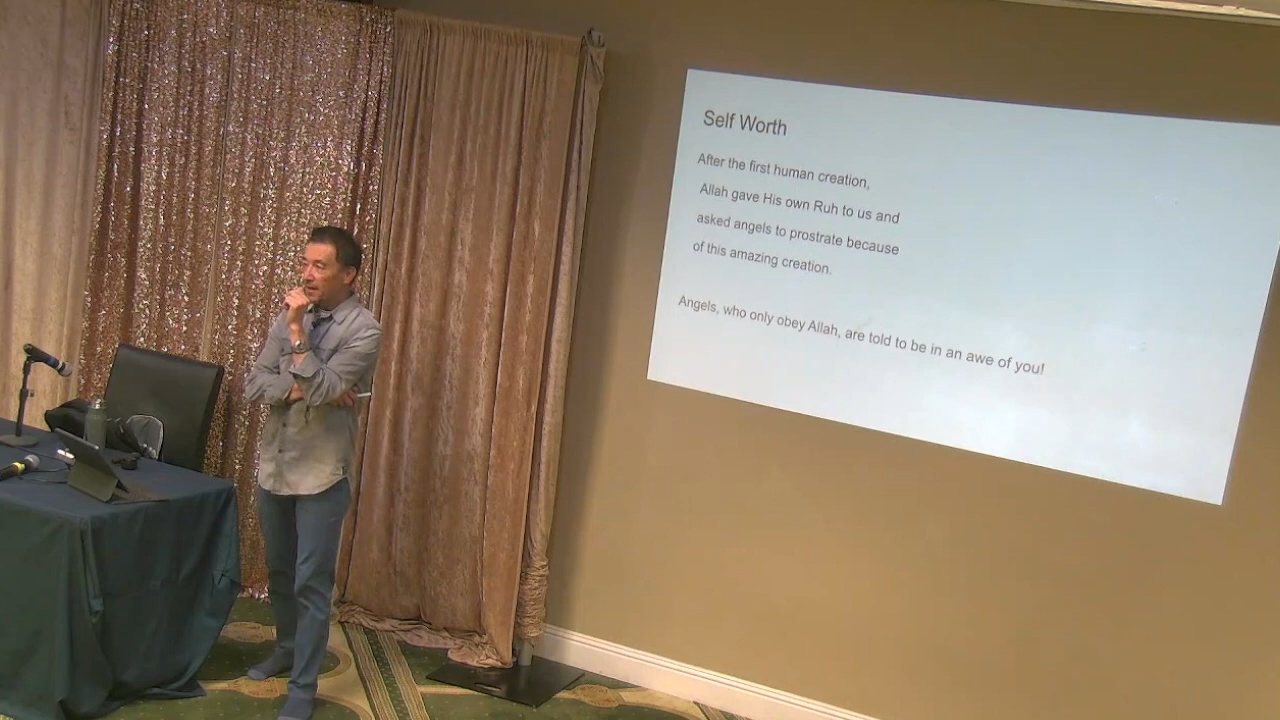 Self Worth
After the first human creation,
Allah gave His own Ruh to us and
asked angels to prostrate because
of this amazing creation.
Angels, who only obey Allah, are told to be in an awe of you!